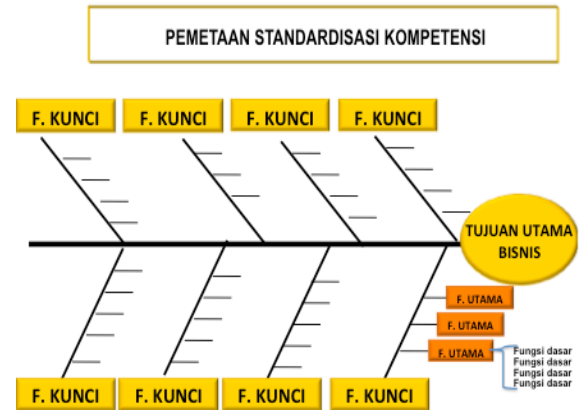 PEMETAAN STANDARDISASI KOMPETENSI
F. KUNCI
F. KUNCI
F. KUNCI
F. KUNCI
TUJUAN UTAMA
BISNIS
F. UTAMA
F. UTAMA
F. UTAMA
Fungsi dasar
Fungsi dasar
Fungsi dasar
Fungsi dasar
F. KUNCI
F. KUNCI
F. KUNCI
F. KUNCI